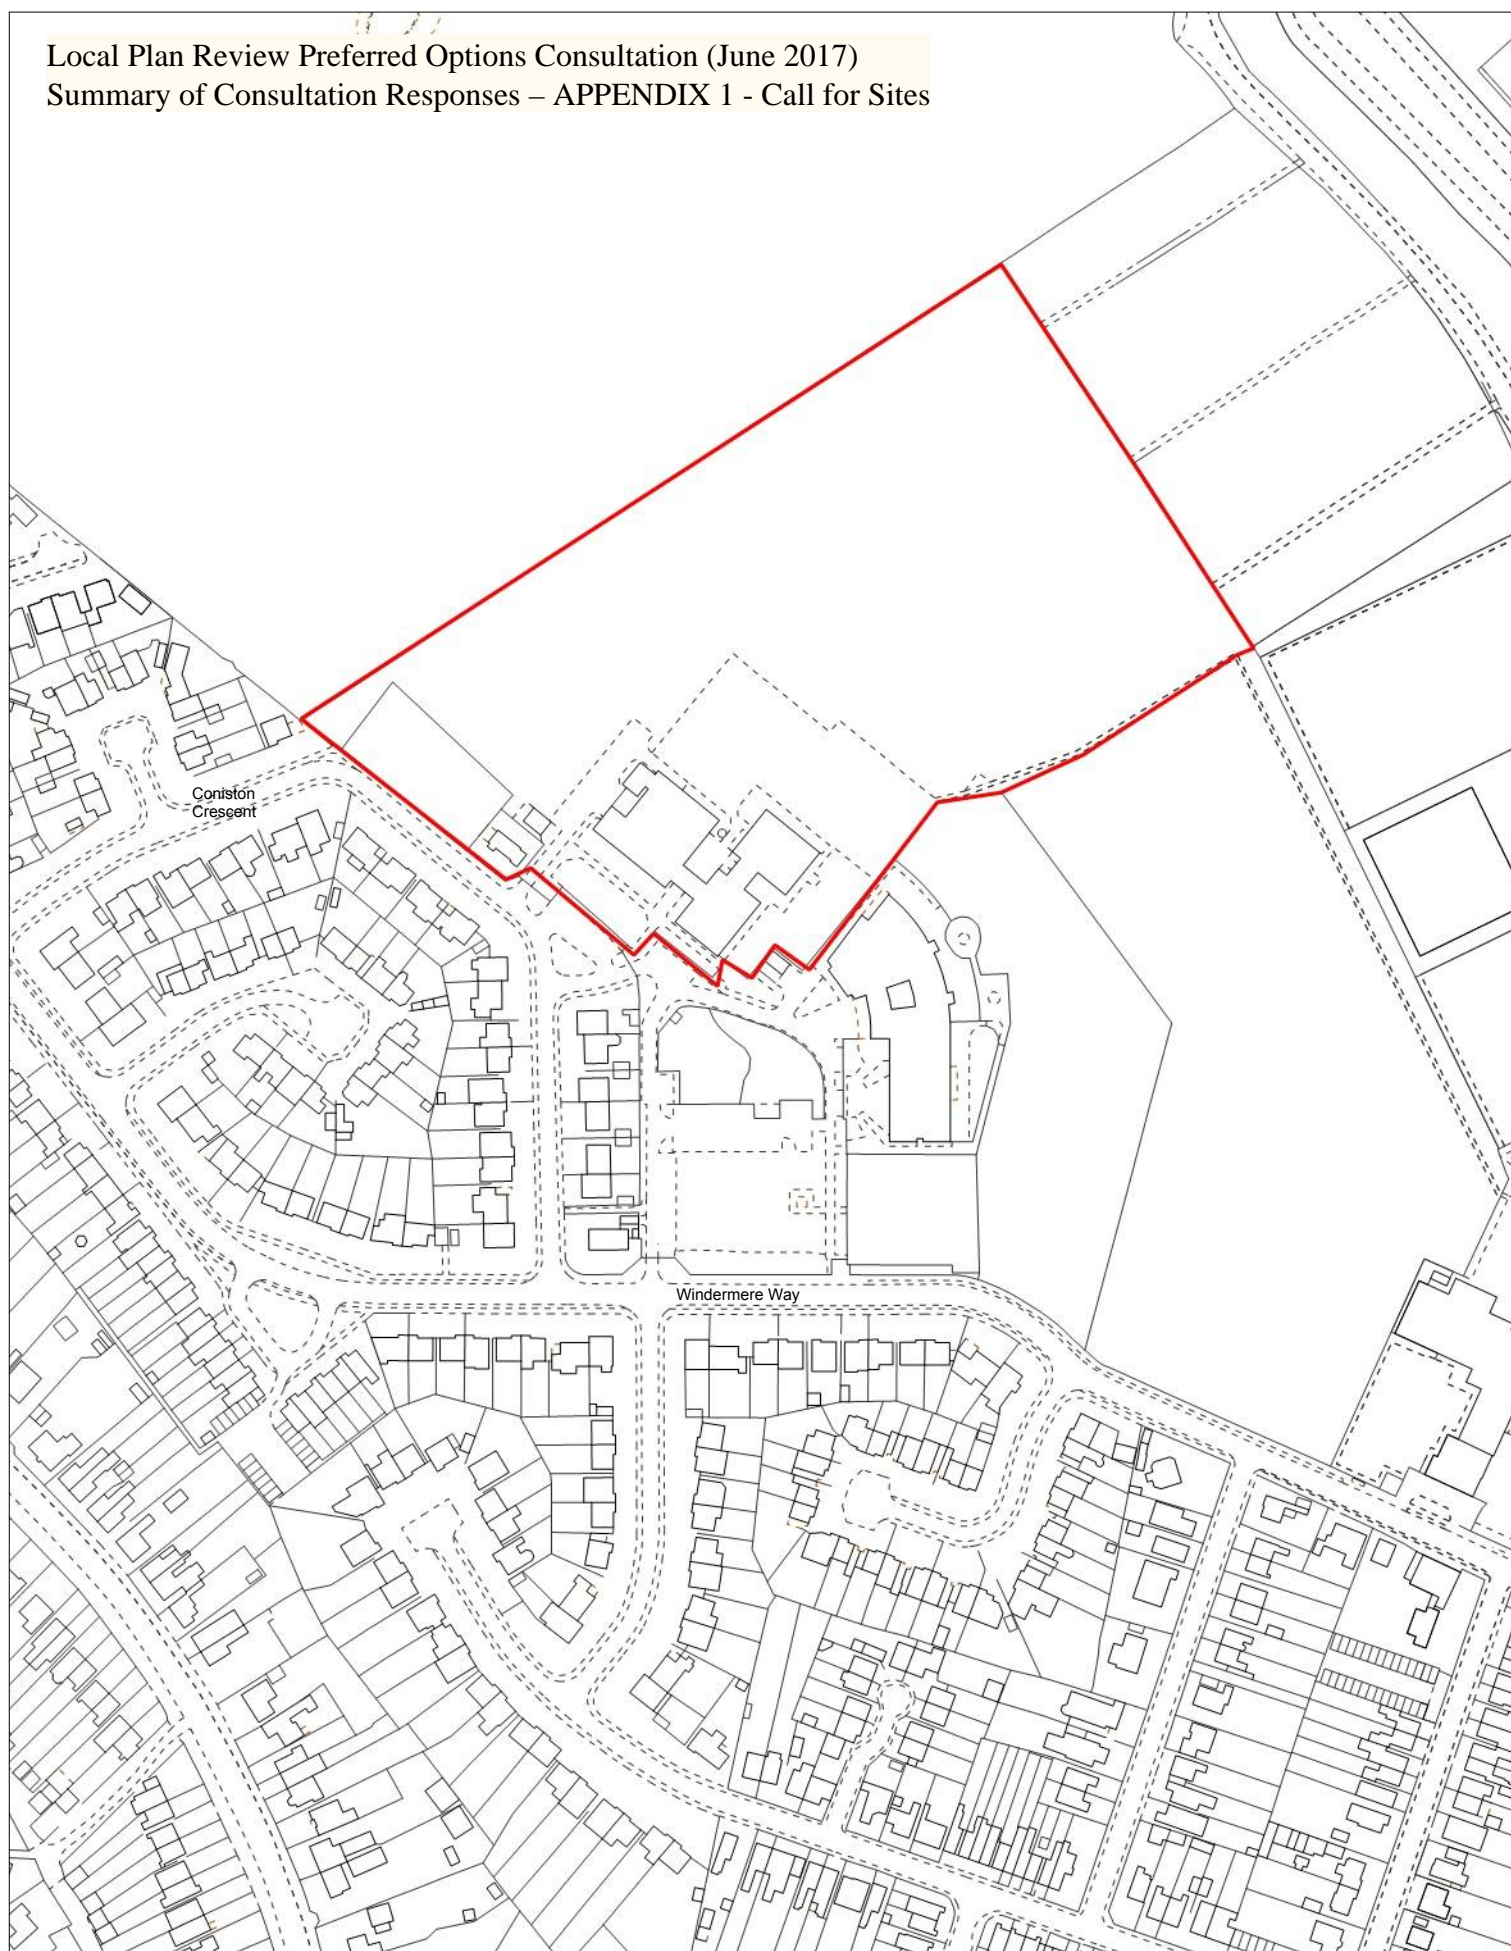 Local Plan Review Preferred Options Consultation (June 2017)
Summary of Consultation Responses – APPENDIX 1 - Call for Sites
Coniston
Crescent
Windermere Way